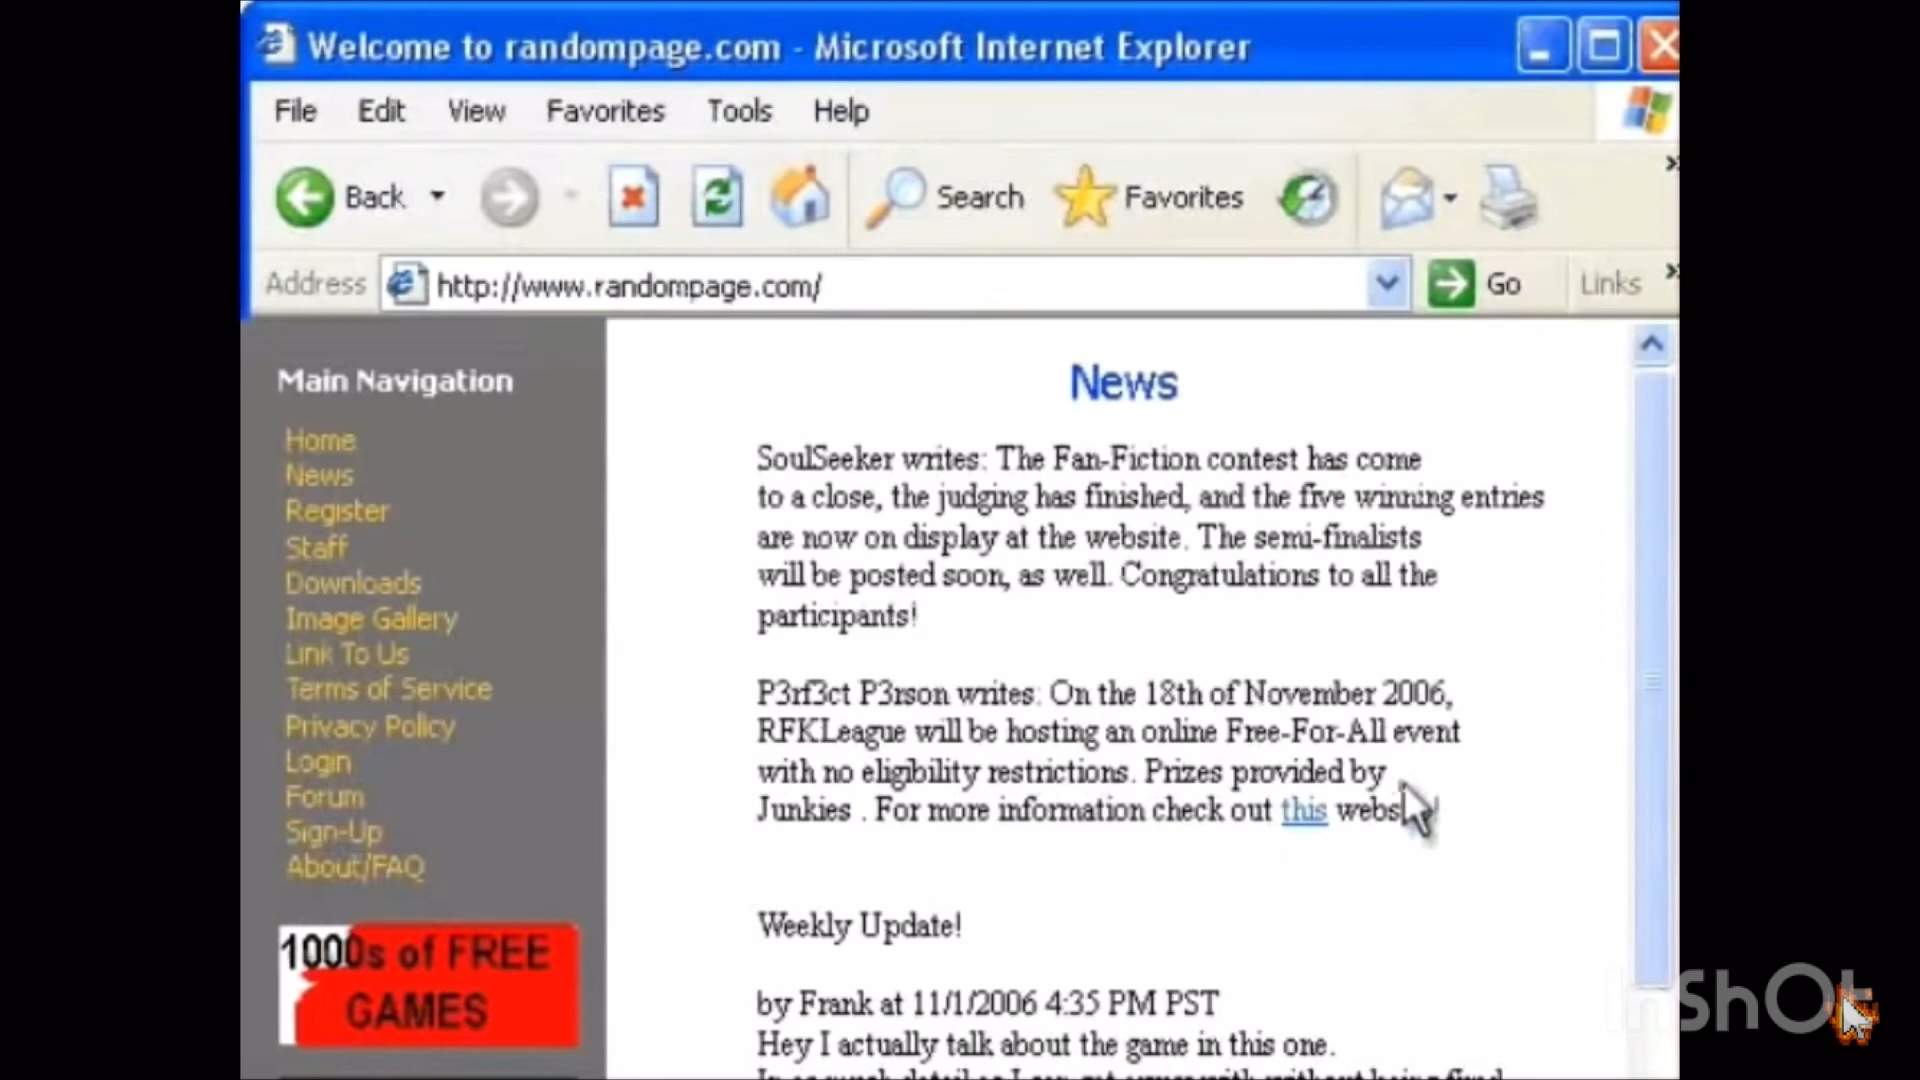 Welcome to randompage.com - Microsoft Internet Explorer
File Edit View Favorites Tools Help
Back Search Favorites
Address http://www.randompage.com/ Go Links
Main Navigation
Home
News
Register
Staff
Downloads
Image Gallery
Link To Us
Terms of Service
Privacy Policy
Login
Forum
Sign-Up
About/FAQ
1000s of FREE
GAMES
News
SoulSeeker writes: The Fan-Fiction contest has come
to a close, the judging has finished, and the five winning entries
are now on display at the website. The semi-finalists
will be posted soon, as well. Congratulations to all the
participants!
P3rf3ct P3rson writes: On the 18th of November 2006,
RFKLeague will be hosting an online Free-For-All event
with no eligibility restrictions. Prizes provided by
Junkies . For more information check out this
Weekly Update!
by Frank at 11/1/2006 4:35 PM PST
Hey I actually talk about the game in this one.
InShOt